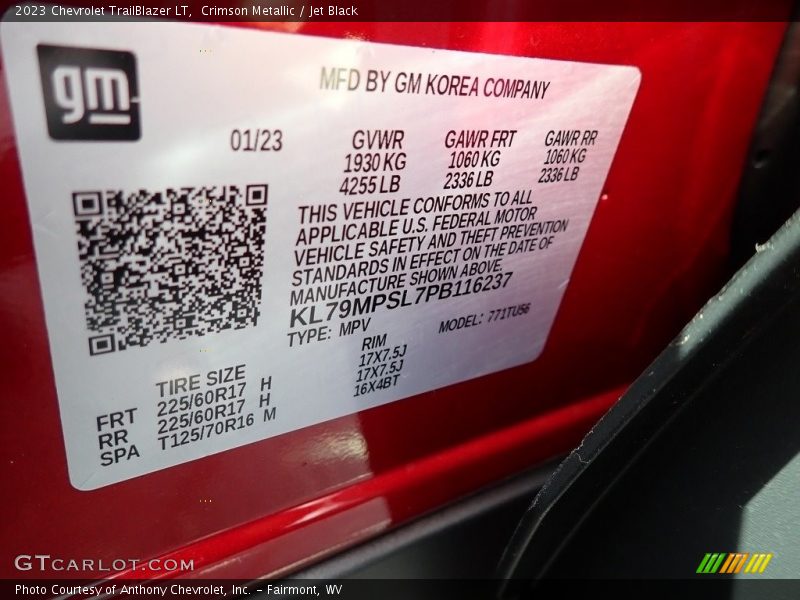 2023 Chevrolet TrailBlazer LT,  Crimson Metallic / Jet Black
gm
MFD BY GM KOREA COMPANY
01/23
GVWR GAWR FRT GAWR RR
1930 KG 1060 KG 1060 KG
4255 LB 2336 LB 2336 LB
THIS VEHICLE CONFORMS TO ALL
APPLICABLE U.S. FEDERAL MOTOR
VEHICLE SAFETY AND THEFT PREVENTION
STANDARDS IN EFFECT ON THE DATE OF
MANUFACTURE SHOWN ABOVE.
KL79MPSL7PB116237
TYPE: MPV MODEL: 771TU56
TIRE SIZE RIM
FRT 225/60R17 H 17X7.5J
RR 225/60R17 H 17X7.5J
SPA T125/70R16 M 16X4BT
GTCARLOT.COM
Photo Courtesy of Anthony Chevrolet, Inc. – Fairmont, WV